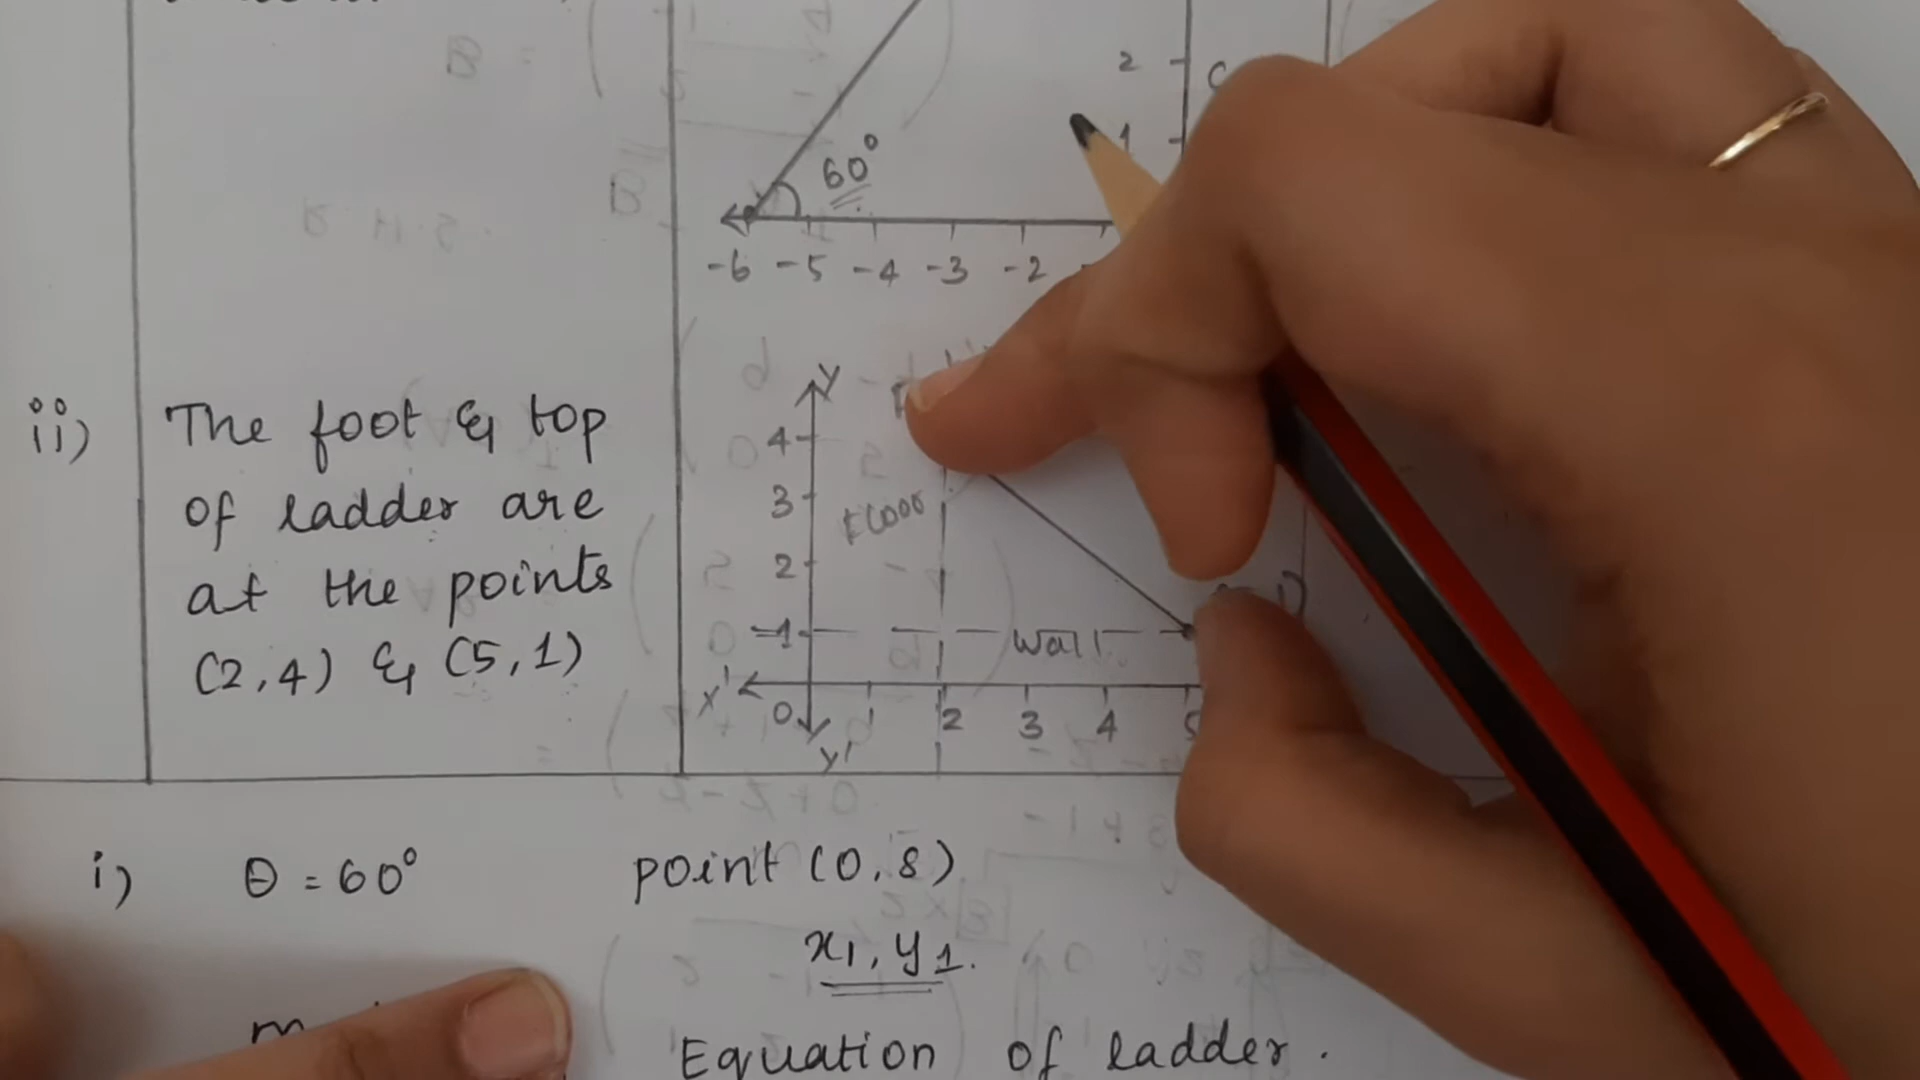 2
1
60°
-6 -5 -4 -3 -2
ii) The foot & top
of ladder are
at the points
(2,4) & (5,1)
Y
4
3
2
1
Wall
X'
0 1 2 3 4 5
Y'
i) θ = 60° point (0,8)
x1, y1.
Equation of ladder.